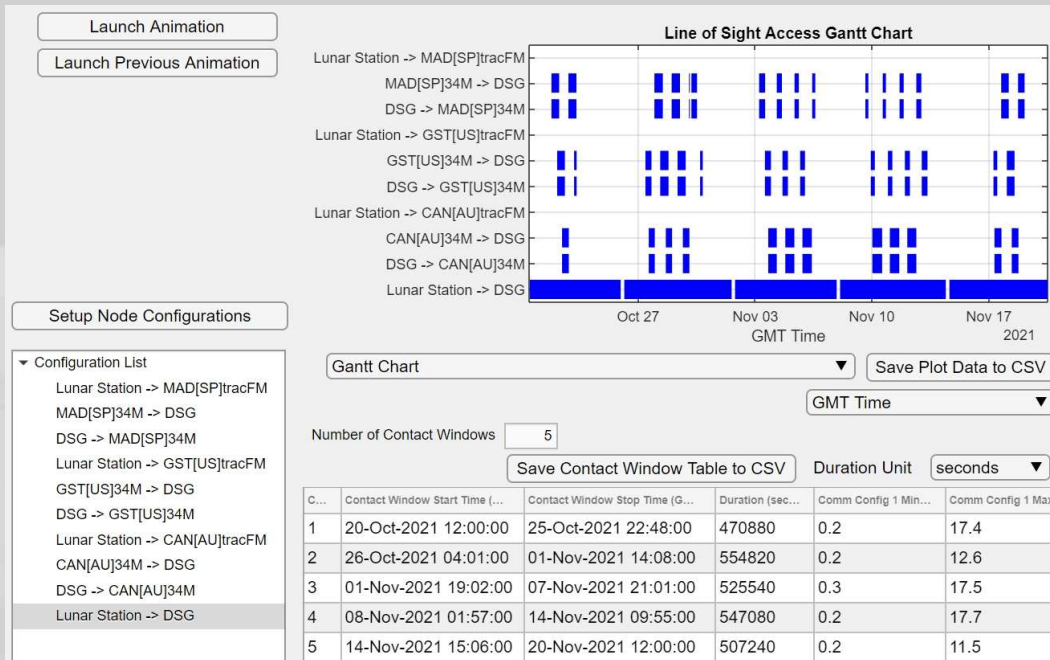 Launch Animation
Launch Previous Animation
Line of Sight Access Gantt Chart
Lunar Station -> MAD[SP]tracFM
MAD[SP]34M -> DSG
DSG -> MAD[SP]34M
Lunar Station -> GST[US]tracFM
GST[US]34M -> DSG
DSG -> GST[US]34M
Lunar Station -> CAN[AU]tracFM
CAN[AU]34M -> DSG
DSG -> CAN[AU]34M
Lunar Station -> DSG
Oct 27 Nov 03 Nov 10 Nov 17
GMT Time 2021
Setup Node Configurations
Configuration List
Lunar Station -> MAD[SP]tracFM
MAD[SP]34M -> DSG
DSG -> MAD[SP]34M
Lunar Station -> GST[US]tracFM
GST[US]34M -> DSG
DSG -> GST[US]34M
Lunar Station -> CAN[AU]tracFM
CAN[AU]34M -> DSG
DSG -> CAN[AU]34M
Lunar Station -> DSG
Gantt Chart Save Plot Data to CSV
GMT Time
Number of Contact Windows 5
Save Contact Window Table to CSV Duration Unit seconds
C... Contact Window Start Time (... Contact Window Stop Time (G... Duration (sec... Comm Config 1 Min... Comm Config 1 Max
1 20-Oct-2021 12:00:00 25-Oct-2021 22:48:00 470880 0.2 17.4
2 26-Oct-2021 04:01:00 01-Nov-2021 14:08:00 554820 0.2 12.6
3 01-Nov-2021 19:02:00 07-Nov-2021 21:01:00 525540 0.3 17.5
4 08-Nov-2021 01:57:00 14-Nov-2021 09:55:00 547080 0.2 17.7
5 14-Nov-2021 15:06:00 20-Nov-2021 12:00:00 507240 0.2 11.5